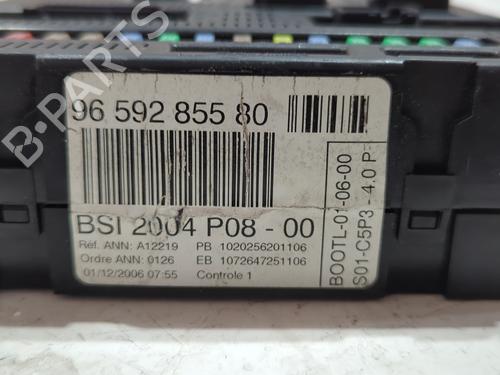 96 592 855 80
BSI 2004 P08 - 00
Réf. ANN: A12219 PB 1020256201106
Ordre ANN: 0126 EB 1072647251106
01/12/2006 07:55 Controle 1
BOOTL-01-06-00
S01-C5P3 - 4.0 P
B-PARTS